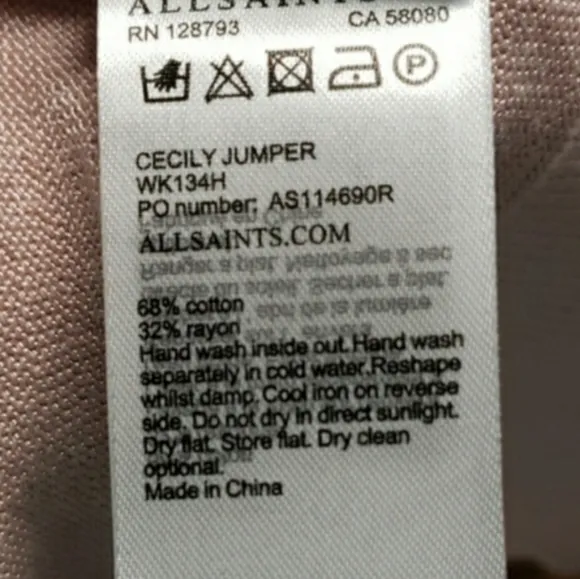 ALLSAINTS
RN 128793 CA 58080
P
CECILY JUMPER
WK134H
PO number: AS114690R
ALLSAINTS.COM
68% cotton
32% rayon
Hand wash inside out. Hand wash
separately in cold water.Reshape
whilst damp. Cool iron on reverse
side. Do not dry in direct sunlight.
Dry flat. Store flat. Dry clean
optional.
Made in China